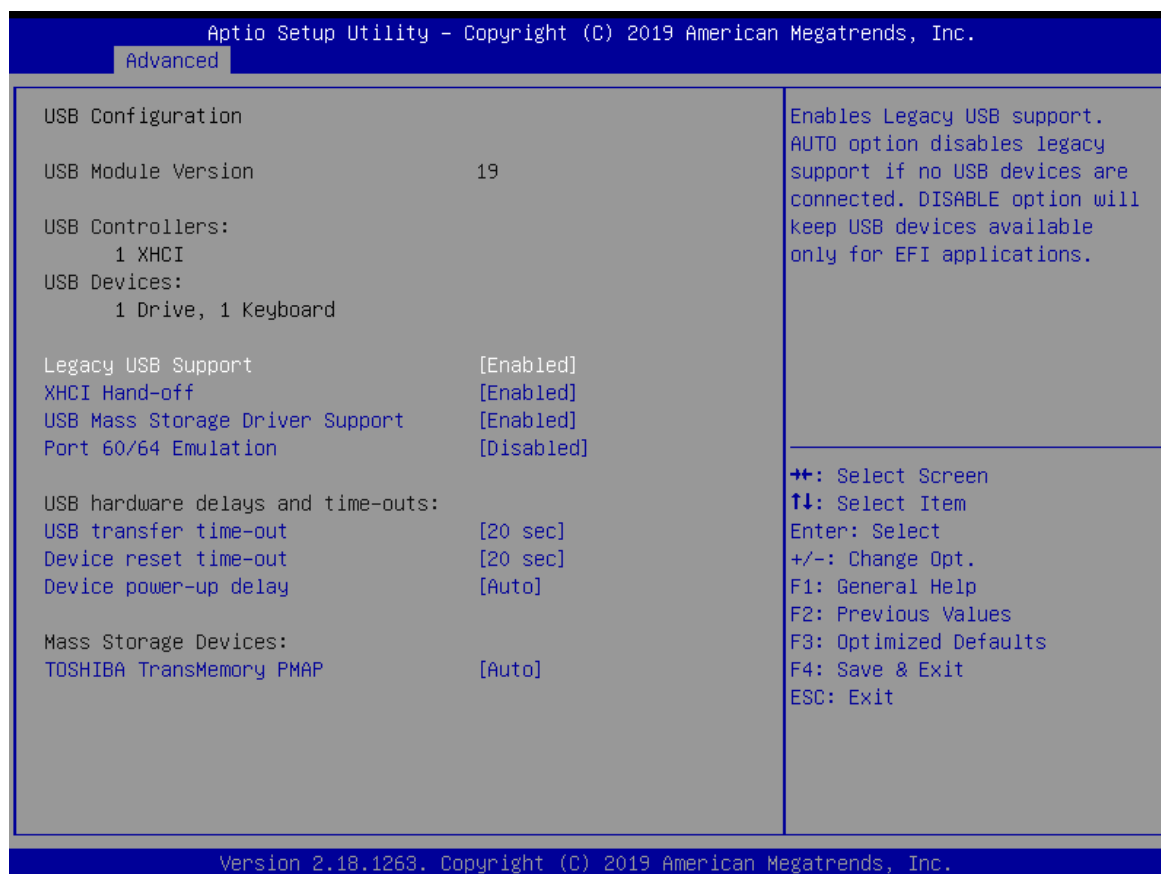 Aptio Setup Utility – Copyright (C) 2019 American Megatrends, Inc.
Advanced
USB Configuration
USB Module Version 19
USB Controllers:
1 XHCI
USB Devices:
1 Drive, 1 Keyboard
Legacy USB Support [Enabled]
XHCI Hand-off [Enabled]
USB Mass Storage Driver Support [Enabled]
Port 60/64 Emulation [Disabled]
USB hardware delays and time-outs:
USB transfer time-out [20 sec]
Device reset time-out [20 sec]
Device power-up delay [Auto]
Mass Storage Devices:
TOSHIBA TransMemory PMAP [Auto]
Enables Legacy USB support.
AUTO option disables legacy
support if no USB devices are
connected. DISABLE option will
keep USB devices available
only for EFI applications.
→←: Select Screen
↑↓: Select Item
Enter: Select
+/-: Change Opt.
F1: General Help
F2: Previous Values
F3: Optimized Defaults
F4: Save & Exit
ESC: Exit
Version 2.18.1263. Copyright (C) 2019 American Megatrends, Inc.